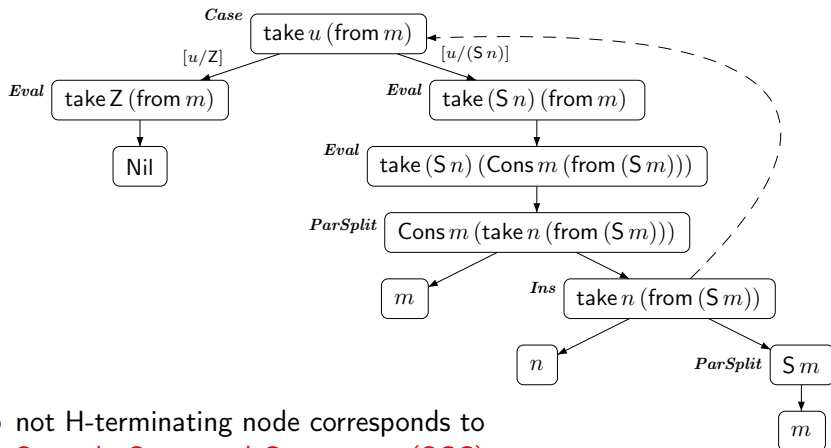 Case
take u (from m)
[u/Z]
[u/(S n)]
Eval
take Z (from m)
Eval
take (S n) (from m)
Nil
Eval
take (S n) (Cons m (from (S m)))
ParSplit
Cons m (take n (from (S m)))
m
Ins
take n (from (S m))
n
ParSplit
S m
m
not H-terminating node corresponds to